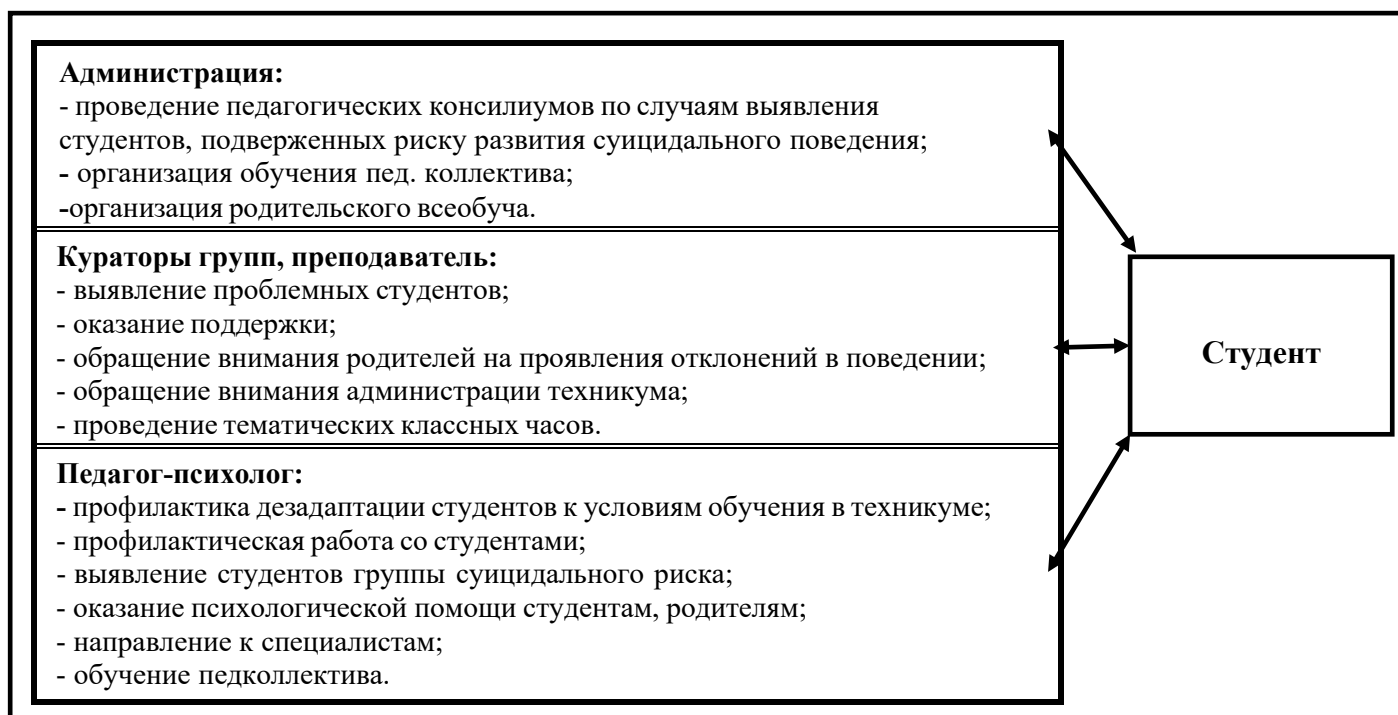 Администрация:
- проведение педагогических консилиумов по случаям выявления
студентов, подверженных риску развития суицидального поведения;
- организация обучения пед. коллектива;
-организация родительского всеобуча.
Кураторы групп, преподаватель:
- выявление проблемных студентов;
- оказание поддержки;
- обращение внимания родителей на проявления отклонений в поведении;
- обращение внимания администрации техникума;
- проведение тематических классных часов.
Педагог-психолог:
- профилактика дезадаптации студентов к условиям обучения в техникуме;
- профилактическая работа со студентами;
- выявление студентов группы суицидального риска;
- оказание психологической помощи студентам, родителям;
- направление к специалистам;
- обучение педколлектива.
Студент